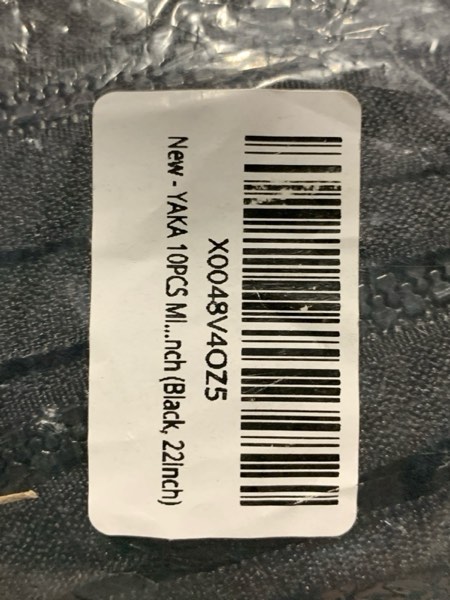 X0048V4OZ5
New - YAKA 10PCS MI...nch (Black, 22Inch)